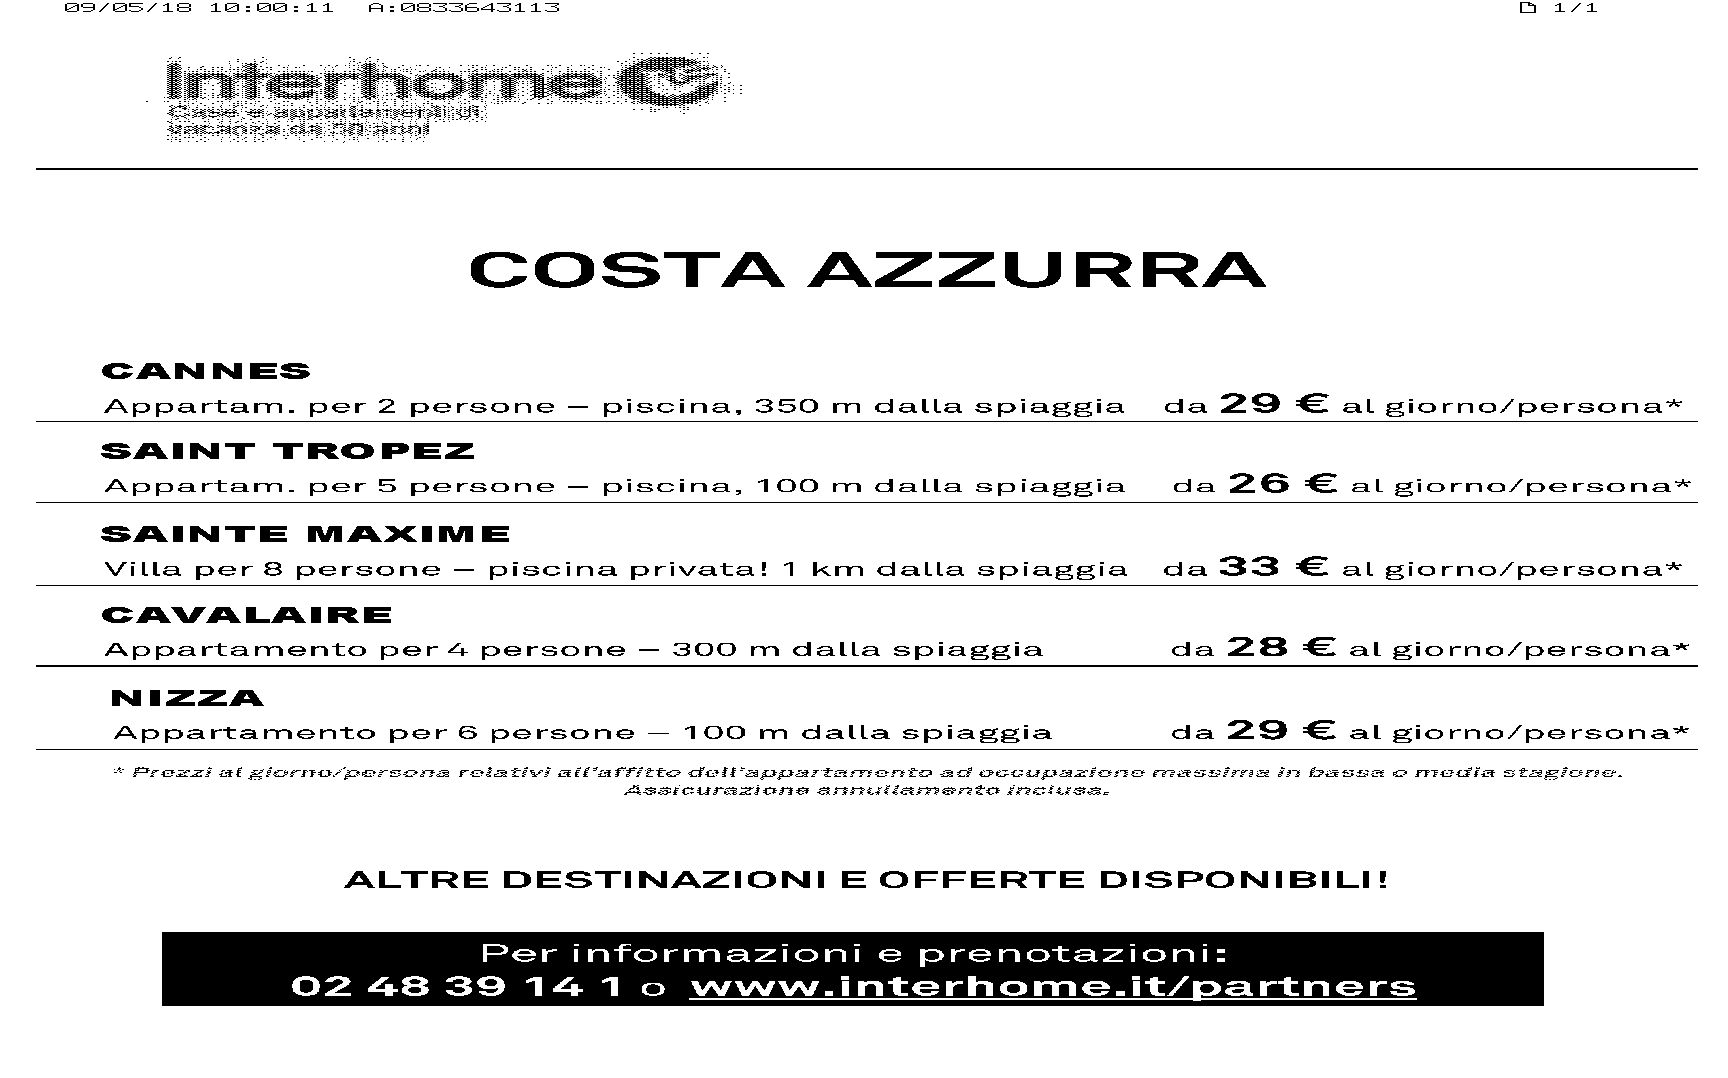 09/05/18 10:00:11 A:0833643113 1/1
Interhome
Case e appartamenti di
vacanza da 50 anni
COSTA AZZURRA
CANNES
Appartam. per 2 persone – piscina, 350 m dalla spiaggia da 29 € al giorno/persona*
SAINT TROPEZ
Appartam. per 5 persone – piscina, 100 m dalla spiaggia da 26 € al giorno/persona*
SAINTE MAXIME
Villa per 8 persone – piscina privata! 1 km dalla spiaggia da 33 € al giorno/persona*
CAVALAIRE
Appartamento per 4 persone – 300 m dalla spiaggia da 28 € al giorno/persona*
NIZZA
Appartamento per 6 persone – 100 m dalla spiaggia da 29 € al giorno/persona*
* Prezzi al giorno/persona relativi all'affitto dell'appartamento ad occupazione massima in bassa o media stagione.
Assicurazione annullamento inclusa.
ALTRE DESTINAZIONI E OFFERTE DISPONIBILI!
Per informazioni e prenotazioni:
02 48 39 14 1 o www.interhome.it/partners